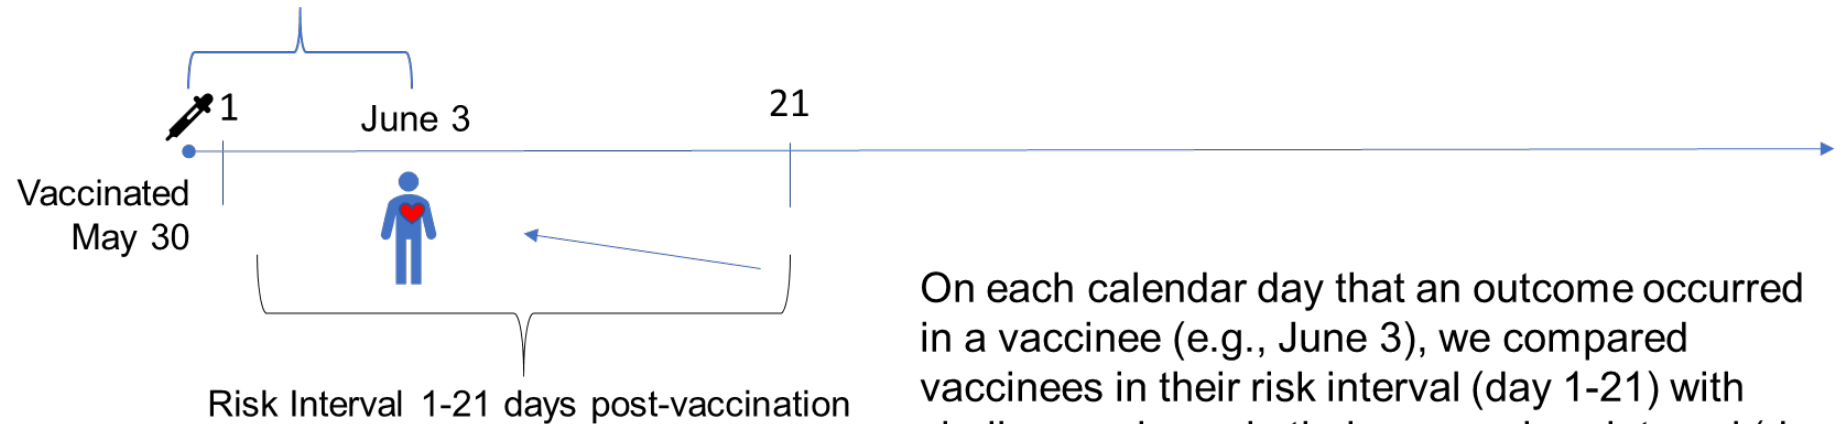 1
June 3
21
Vaccinated
May 30
Risk Interval 1-21 days post-vaccination
On each calendar day that an outcome occurred
in a vaccinee (e.g., June 3), we compared
vaccinees in their risk interval (day 1-21) with